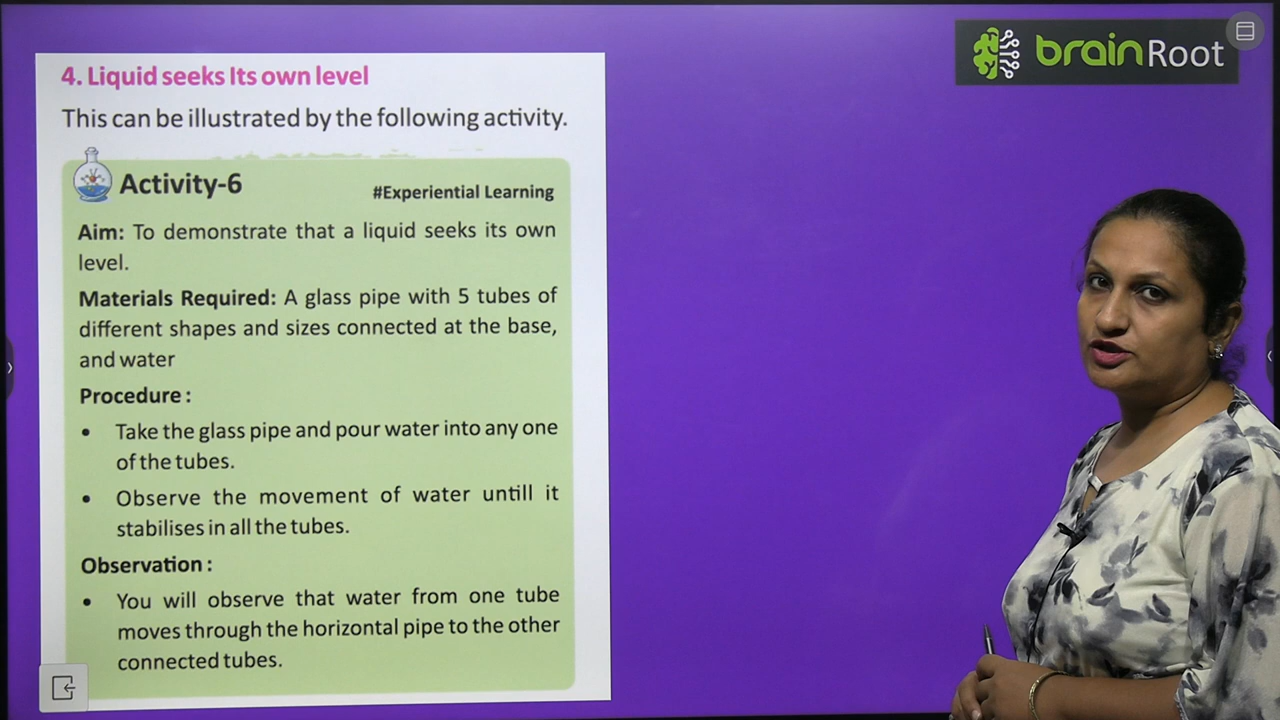 4. Liquid seeks Its own level
This can be illustrated by the following activity.
Activity-6
#Experiential Learning
Aim: To demonstrate that a liquid seeks its own
level.
Materials Required: A glass pipe with 5 tubes of
different shapes and sizes connected at the base,
and water
Procedure :
• Take the glass pipe and pour water into any one
of the tubes.
• Observe the movement of water untill it
stabilises in all the tubes.
Observation :
• You will observe that water from one tube
moves through the horizontal pipe to the other
connected tubes.
brainRoot